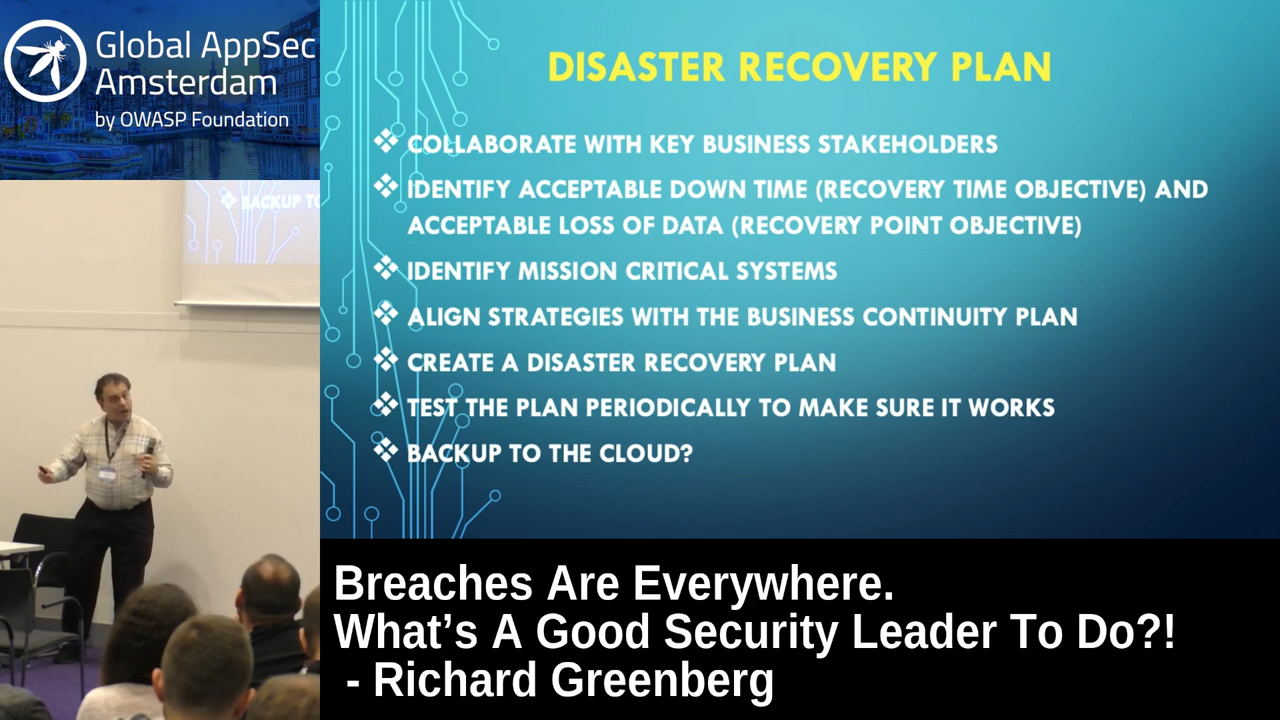 Global AppSec
Amsterdam
by OWASP Foundation
BACKUP TO
DISASTER RECOVERY PLAN
❖ COLLABORATE WITH KEY BUSINESS STAKEHOLDERS
❖ IDENTIFY ACCEPTABLE DOWN TIME (RECOVERY TIME OBJECTIVE) AND
ACCEPTABLE LOSS OF DATA (RECOVERY POINT OBJECTIVE)
❖ IDENTIFY MISSION CRITICAL SYSTEMS
❖ ALIGN STRATEGIES WITH THE BUSINESS CONTINUITY PLAN
❖ CREATE A DISASTER RECOVERY PLAN
❖ TEST THE PLAN PERIODICALLY TO MAKE SURE IT WORKS
❖ BACKUP TO THE CLOUD?
Breaches Are Everywhere.
What’s A Good Security Leader To Do?!
- Richard Greenberg